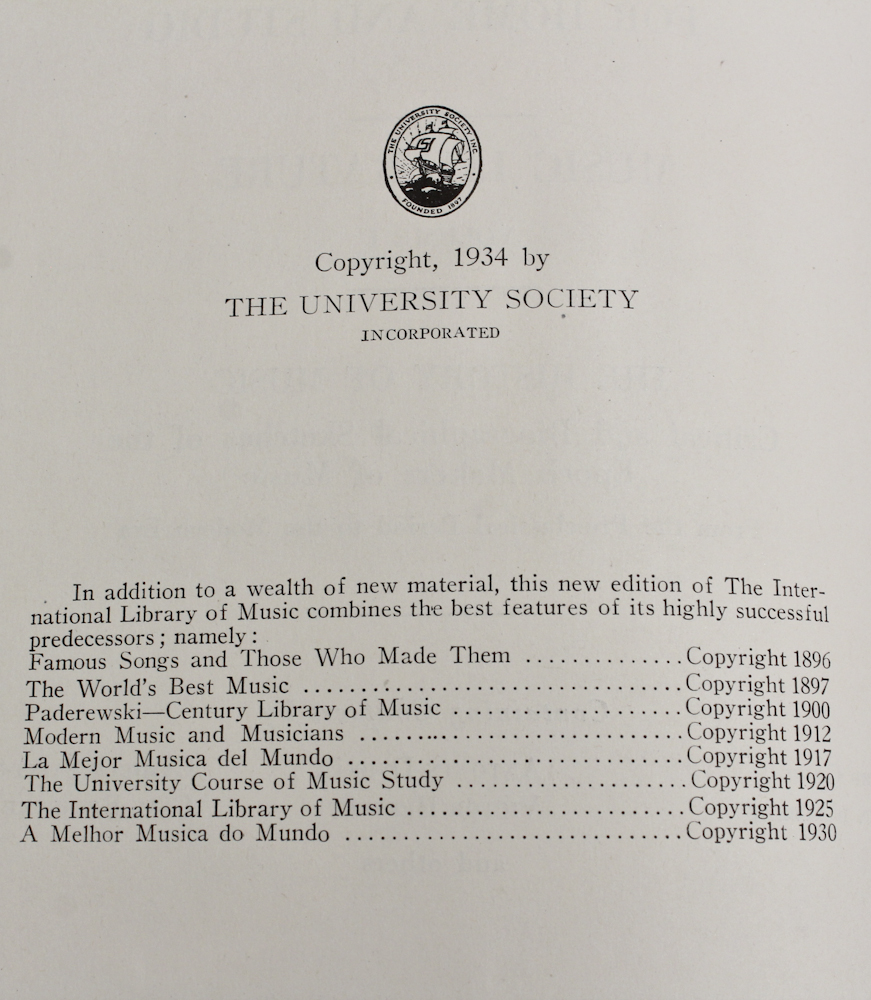 THE UNIVERSITY SOCIETY INC
FOUNDED 1897
Copyright, 1934 by
THE UNIVERSITY SOCIETY
INCORPORATED
In addition to a wealth of new material, this new edition of The Inter-
national Library of Music combines the best features of its highly successful
predecessors; namely:
Famous Songs and Those Who Made Them ..............Copyright 1896
The World's Best Music ...................................Copyright 1897
Paderewski—Century Library of Music .....................Copyright 1900
Modern Music and Musicians ..............................Copyright 1912
La Mejor Musica del Mundo ...............................Copyright 1917
The University Course of Music Study .....................Copyright 1920
The International Library of Music .........................Copyright 1925
A Melhor Musica do Mundo ...............................Copyright 1930